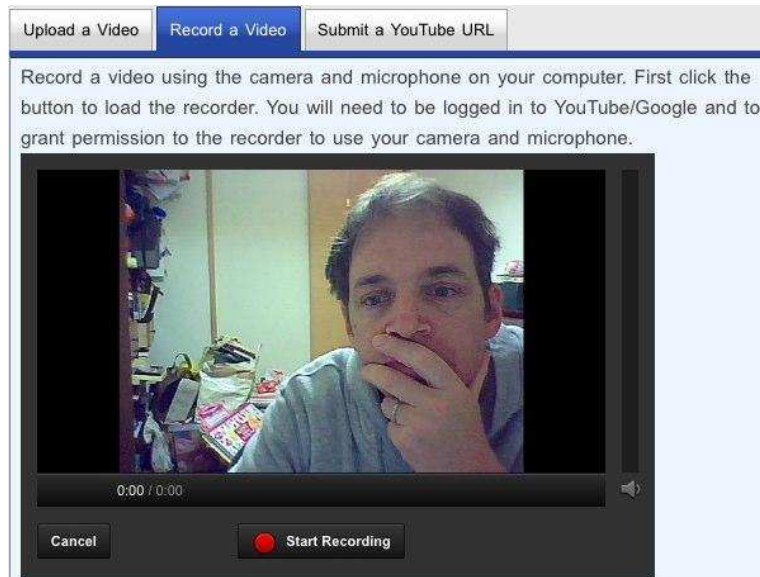 Upload a Video Record a Video Submit a YouTube URL
Record a video using the camera and microphone on your computer. First click the
button to load the recorder. You will need to be logged in to YouTube/Google and to
grant permission to the recorder to use your camera and microphone.
0:00 / 0:00
Cancel Start Recording